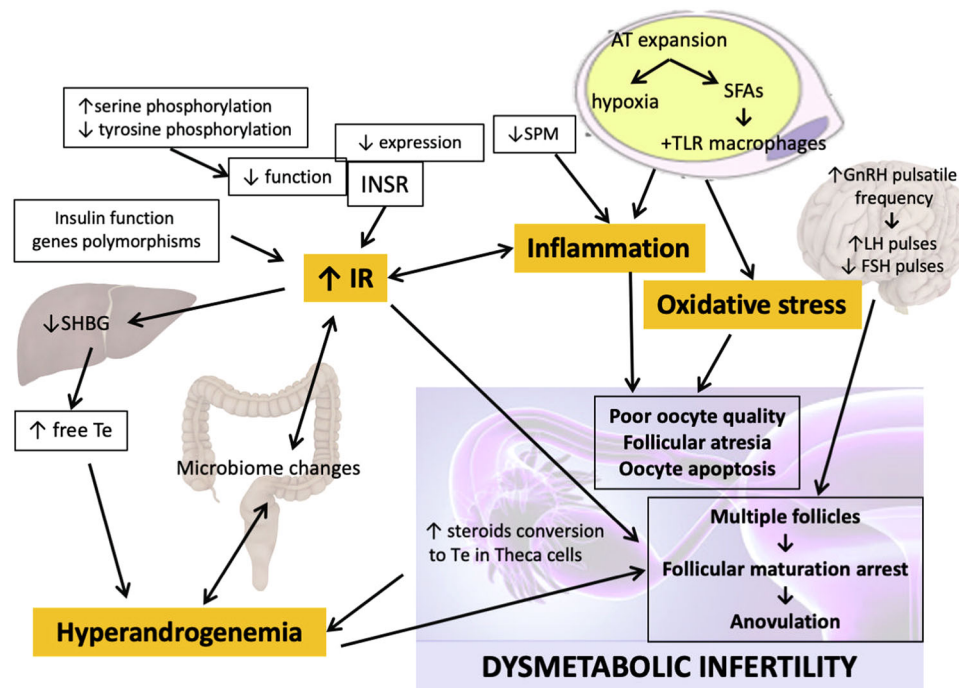 AT expansion
hypoxia
SFAs
+TLR macrophages
↑serine phosphorylation
↓ tyrosine phosphorylation
↓ expression
↓ function
INSR
↓SPM
↑GnRH pulsatile
frequency
↑LH pulses
↓ FSH pulses
Insulin function
genes polymorphisms
↑ IR
Inflammation
Oxidative stress
↓SHBG
↑ free Te
Microbiome changes
Poor oocyte quality
Follicular atresia
Oocyte apoptosis
↑ steroids conversion
to Te in Theca cells
Multiple follicles
Follicular maturation arrest
Anovulation
Hyperandrogenemia
DYSMETABOLIC INFERTILITY